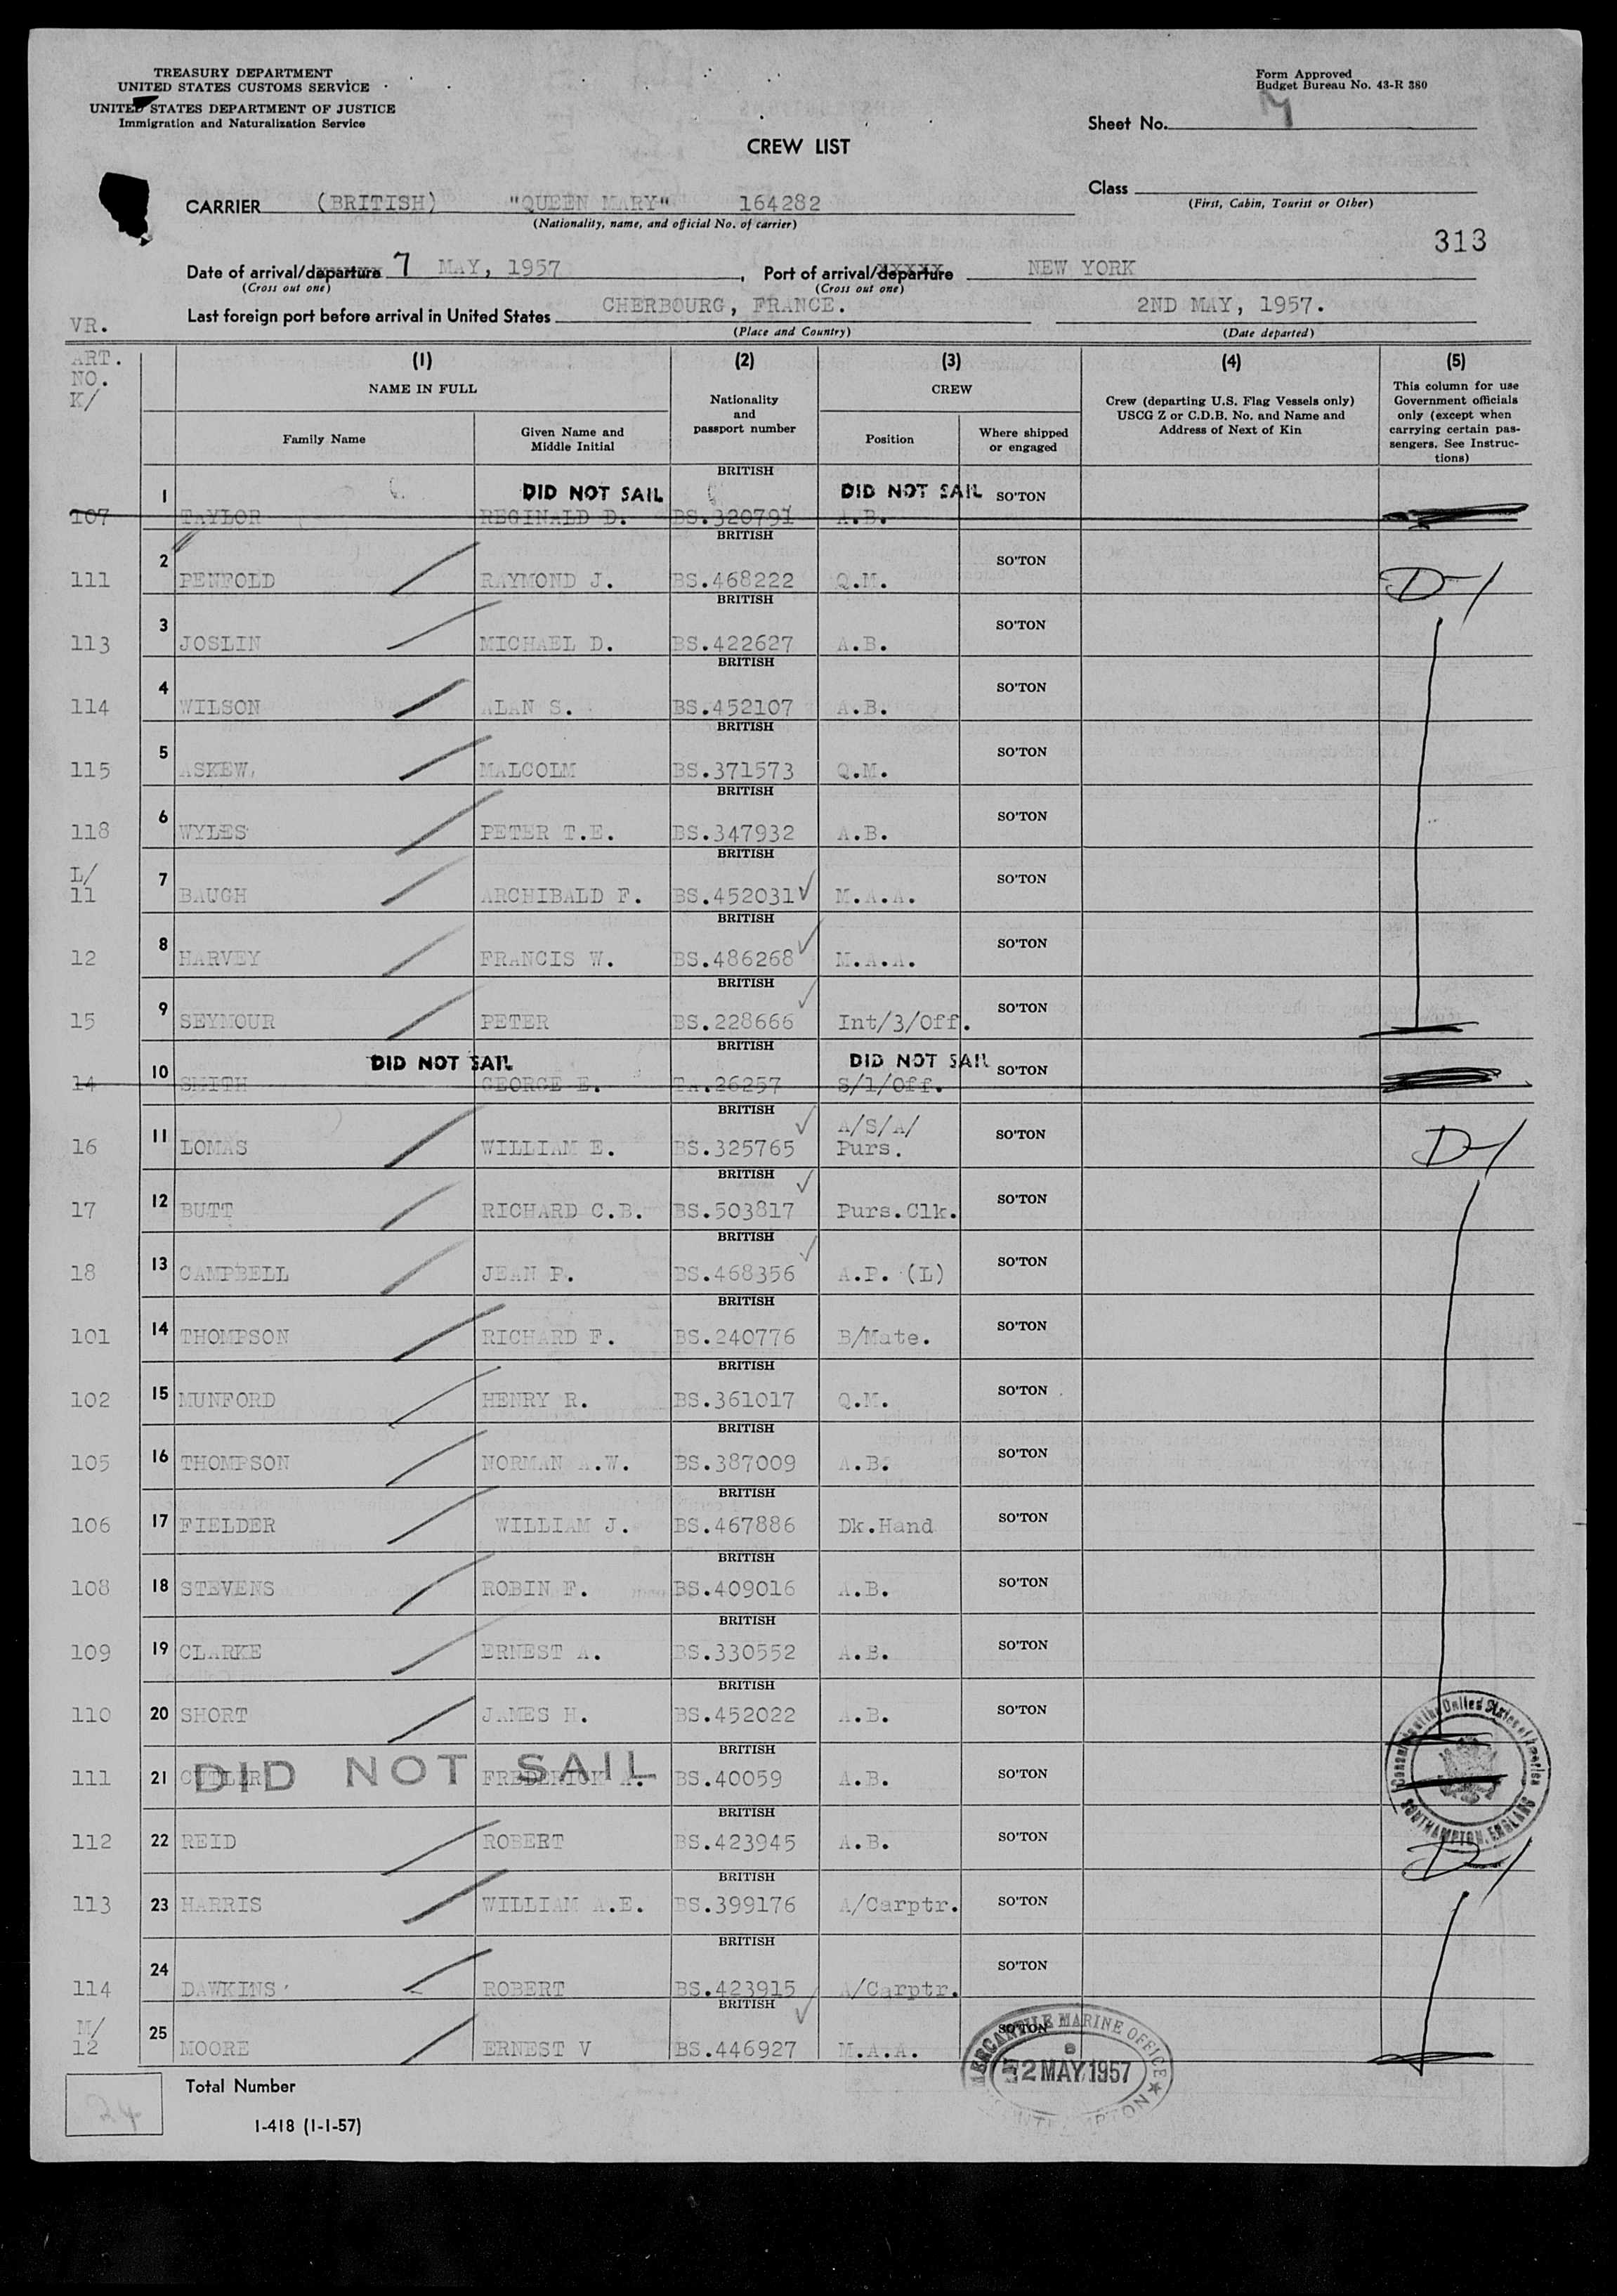 TREASURY DEPARTMENT
UNITED STATES CUSTOMS SERVICE
UNITED STATES DEPARTMENT OF JUSTICE
Immigration and Naturalization Service
Form Approved
Budget Bureau No. 43-R 380
Sheet No.
CREW LIST
Class
(First, Cabin, Tourist or Other)
CARRIER (BRITISH) "QUEEN MARY" 164282
(Nationality, name, and official No. of carrier)
313
Date of arrival/departure 7 MAY, 1957, Port of arrival/departure NEW YORK
(Cross out one) (Cross out one)
Last foreign port before arrival in United States CHERBOURG, FRANCE. 2ND MAY, 1957.
(Place and Country) (Date departed)
VR.
ART.
NO.
K/
(1) (2) (3) (4) (5)
NAME IN FULL
Family Name
Given Name and
Middle Initial
Nationality
and
passport number
CREW
Position
Where shipped
or engaged
Crew (departing U.S. Flag Vessels only)
USCG Z or C.D.B. No. and Name and
Address of Next of Kin
This column for use
Government officials
only (except when
carrying certain pas-
sengers. See Instruc-
tions)
BRITISH
1 DID NOT SAIL DID NOT SAIL SO'TON
107 TAYLOR REGINALD D. BS.320791 A.B.
BRITISH
2 SO'TON
111 PENFOLD RAYMOND J. BS.468222 Q.M. D-1
BRITISH
3 SO'TON
113 JOSLIN MICHAEL D. BS.422627 A.B.
BRITISH
4 SO'TON
114 WILSON ALAN S. BS.452107 A.B.
BRITISH
5 SO'TON
115 ASKEW. MALCOLM BS.371573 Q.M.
BRITISH
6 SO'TON
118 WYLES PETER T.E. BS.347932 A.B.
BRITISH
L/ 7 SO'TON
11 BAUGH ARCHIBALD F. BS.452031 M.A.A.
BRITISH
8 SO'TON
12 HARVEY FRANCIS W. BS.486268 M.A.A.
BRITISH
9 SO'TON
15 SEYMOUR PETER BS.228666 Int/3/Off.
BRITISH
10 DID NOT SAIL DID NOT SAIL SO'TON
14 SMITH GEORGE E. TA.26257 S/1/Off.
BRITISH
11 A/S/A/ SO'TON
16 LOMAS WILLIAM E. BS.325765 Purs. D-1
BRITISH
12 SO'TON
17 BUTT RICHARD C.B. BS.503817 Purs.Clk.
BRITISH
13 SO'TON
18 CAMPBELL JEAN P. BS.468356 A.P. (L)
BRITISH
14 SO'TON
101 THOMPSON RICHARD F. BS.240776 B/Mate.
BRITISH
15 SO'TON
102 MUNFORD HENRY R. BS.361017 Q.M.
BRITISH
16 SO'TON
105 THOMPSON NORMAN A.W. BS.387009 A.B.
BRITISH
17 SO'TON
106 FIELDER WILLIAM J. BS.467886 Dk.Hand
BRITISH
18 SO'TON
108 STEVENS ROBIN F. BS.409016 A.B.
BRITISH
19 SO'TON
109 CLARKE ERNEST A. BS.330552 A.B.
BRITISH
20 SO'TON
110 SHORT JAMES H. BS.452022 A.B.
BRITISH
21 SO'TON
111 CUTLER FREDERICK A. BS.40059 A.B.
DID NOT SAIL
Consulate United States of America
SOUTHAMPTON, ENGLAND
BRITISH
22 SO'TON
112 REID ROBERT BS.423945 A.B. D-1
BRITISH
23 SO'TON
113 HARRIS WILLIAM A.E. BS.399176 A/Carptr.
BRITISH
24 SO'TON
114 DAWKINS ROBERT BS.423915 A/Carptr.
BRITISH
M/ 25 SO'TON
12 MOORE ERNEST V BS.446927 M.A.A.
MERCANTILE MARINE OFFICE
2 MAY 1957
SOUTHAMPTON
Total Number
24
I-418 (1-1-57)